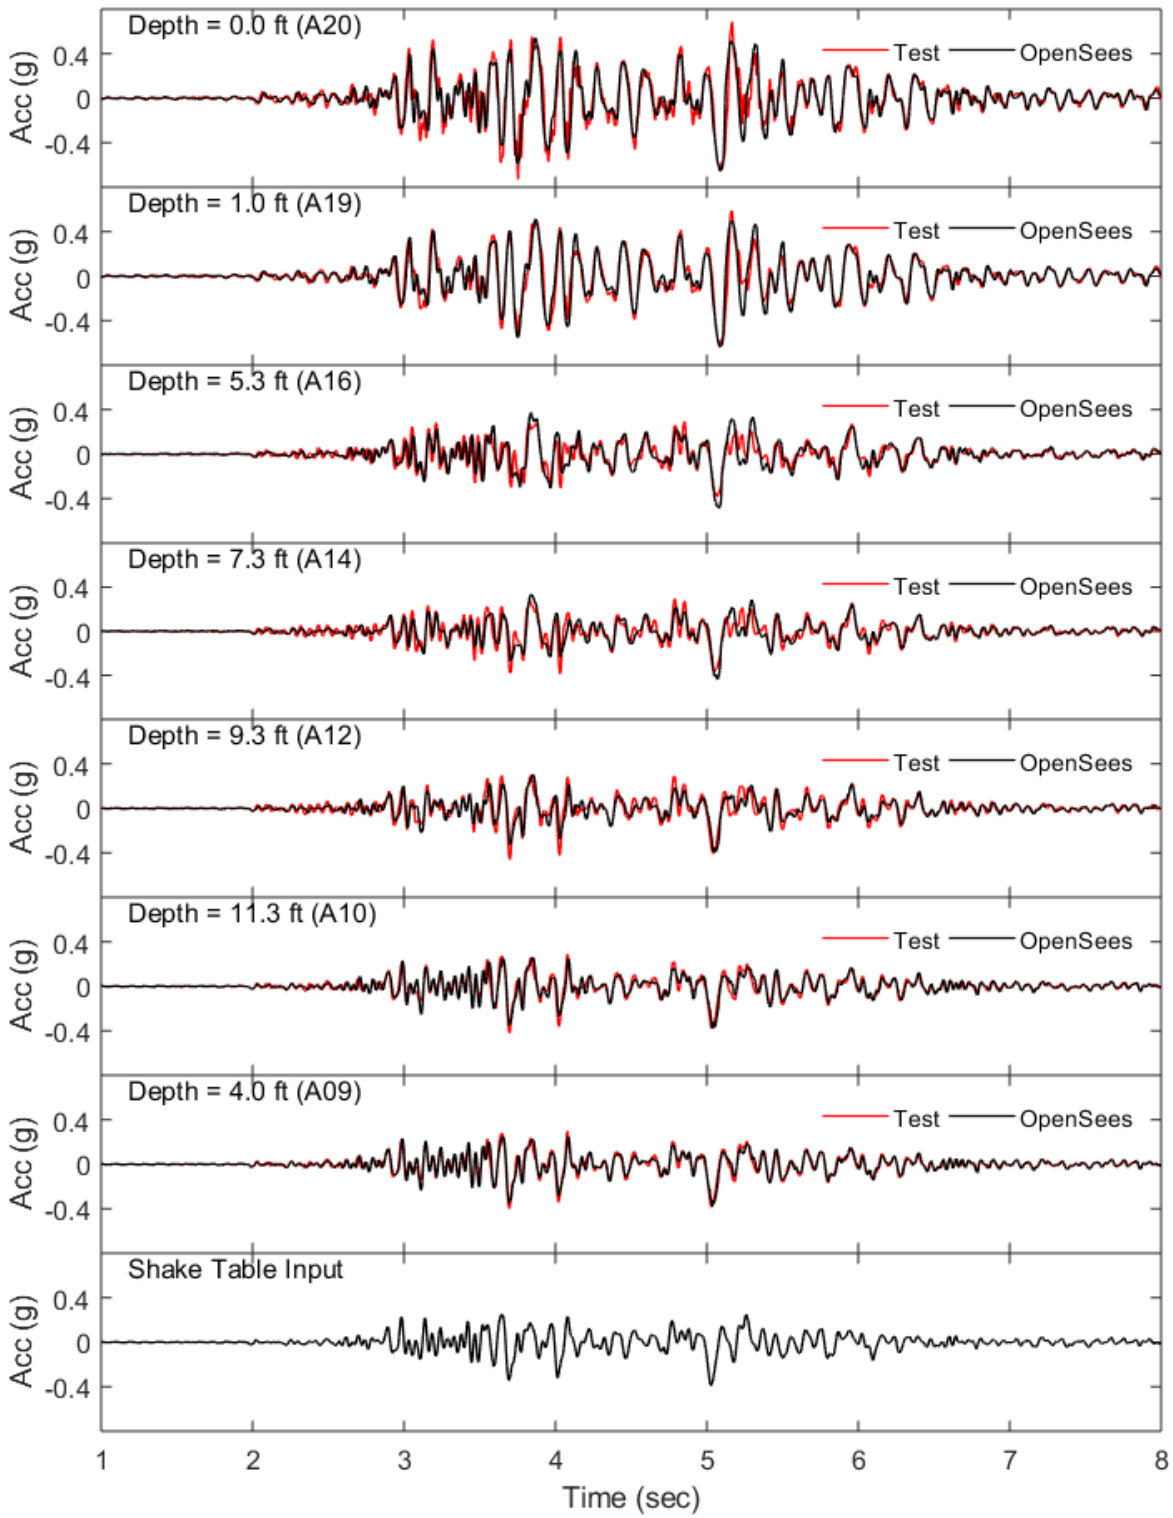 Depth = 0.0 ft (A20)
Test OpenSees
Acc (g)
0.4
0
-0.4
Depth = 1.0 ft (A19)
Test OpenSees
Acc (g)
0.4
0
-0.4
Depth = 5.3 ft (A16)
Test OpenSees
Acc (g)
0.4
0
-0.4
Depth = 7.3 ft (A14)
Test OpenSees
Acc (g)
0.4
0
-0.4
Depth = 9.3 ft (A12)
Test OpenSees
Acc (g)
0.4
0
-0.4
Depth = 11.3 ft (A10)
Test OpenSees
Acc (g)
0.4
0
-0.4
Depth = 4.0 ft (A09)
Test OpenSees
Acc (g)
0.4
0
-0.4
Shake Table Input
Acc (g)
0.4
0
-0.4
1 2 3 4 5 6 7 8
Time (sec)